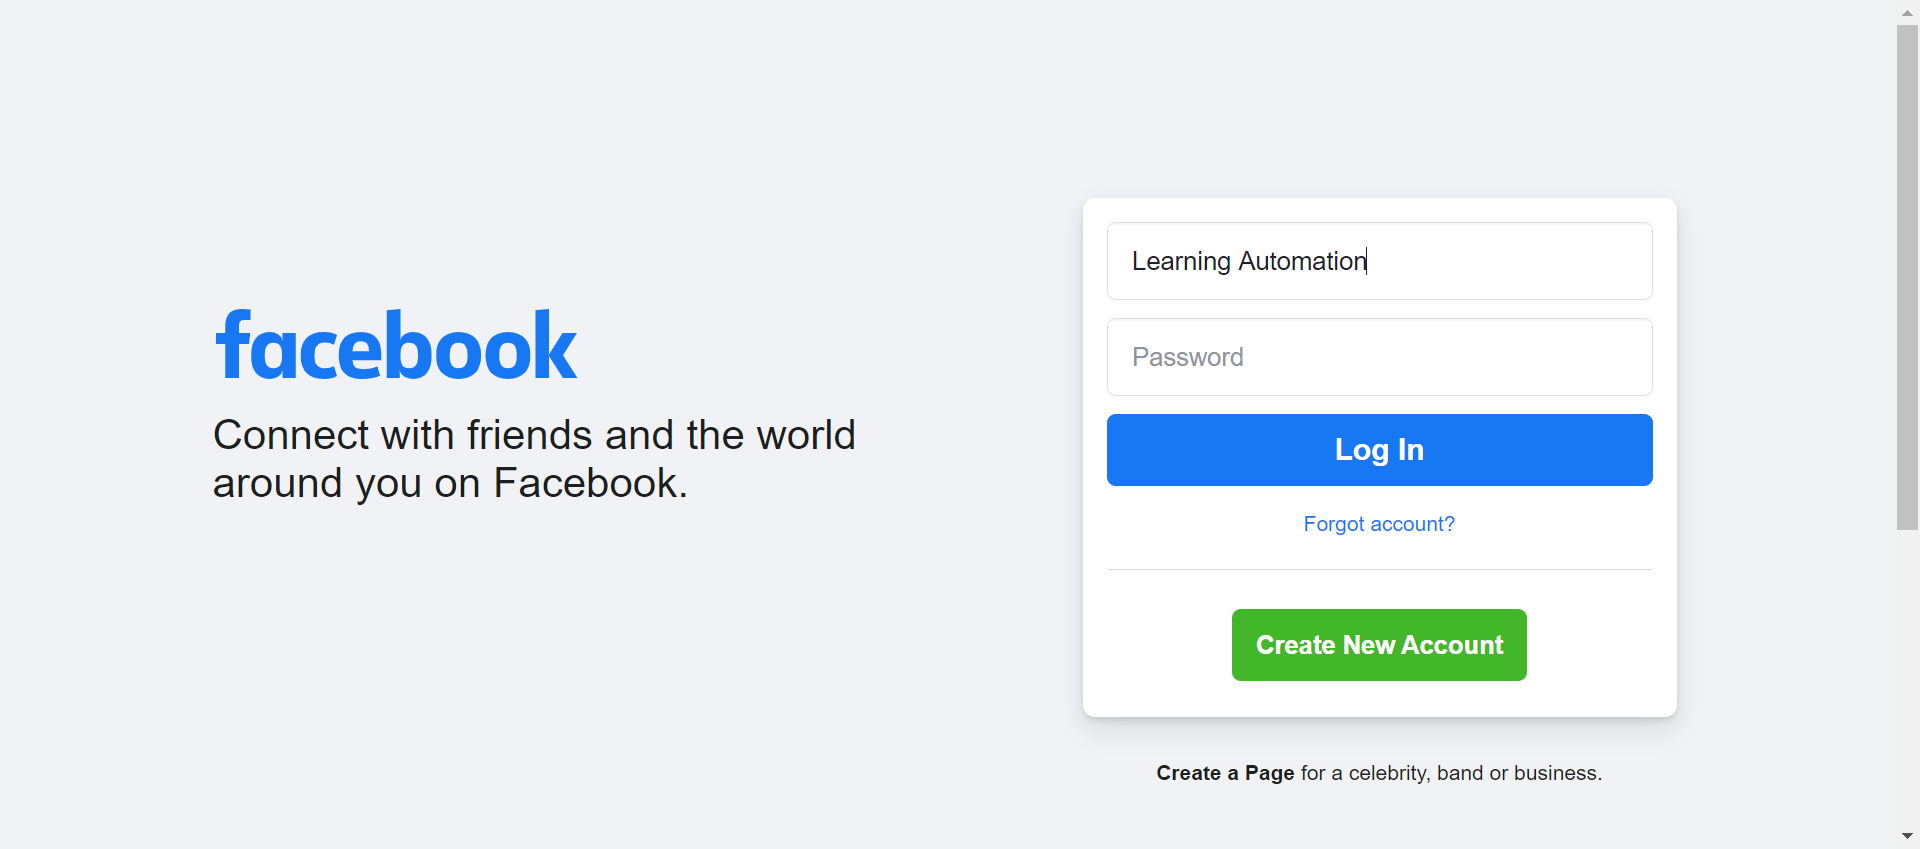 facebook
Connect with friends and the world
around you on Facebook.
Learning Automation
Password
Log In
Forgot account?
Create New Account
Create a Page for a celebrity, band or business.